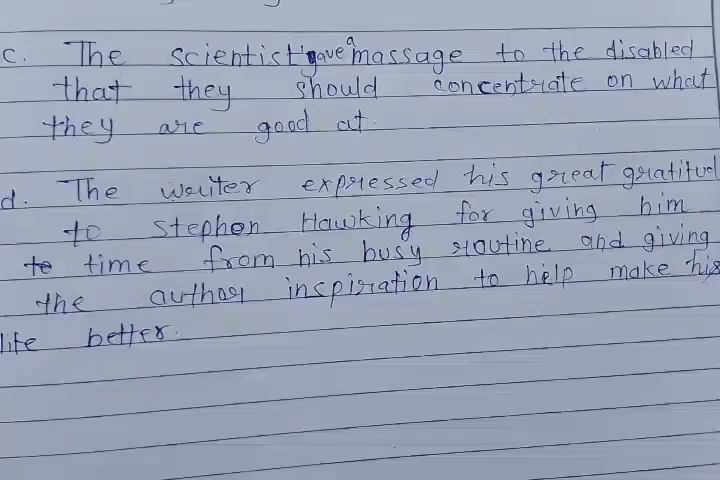 c. The scientist gave a massage to the disabled
that they should concentrate on what
they are good at.
d. The writer expressed his great gratitud
to Stephen Hawking for giving him
te time from his busy routine and giving
the author inspiration to help make his
life better.